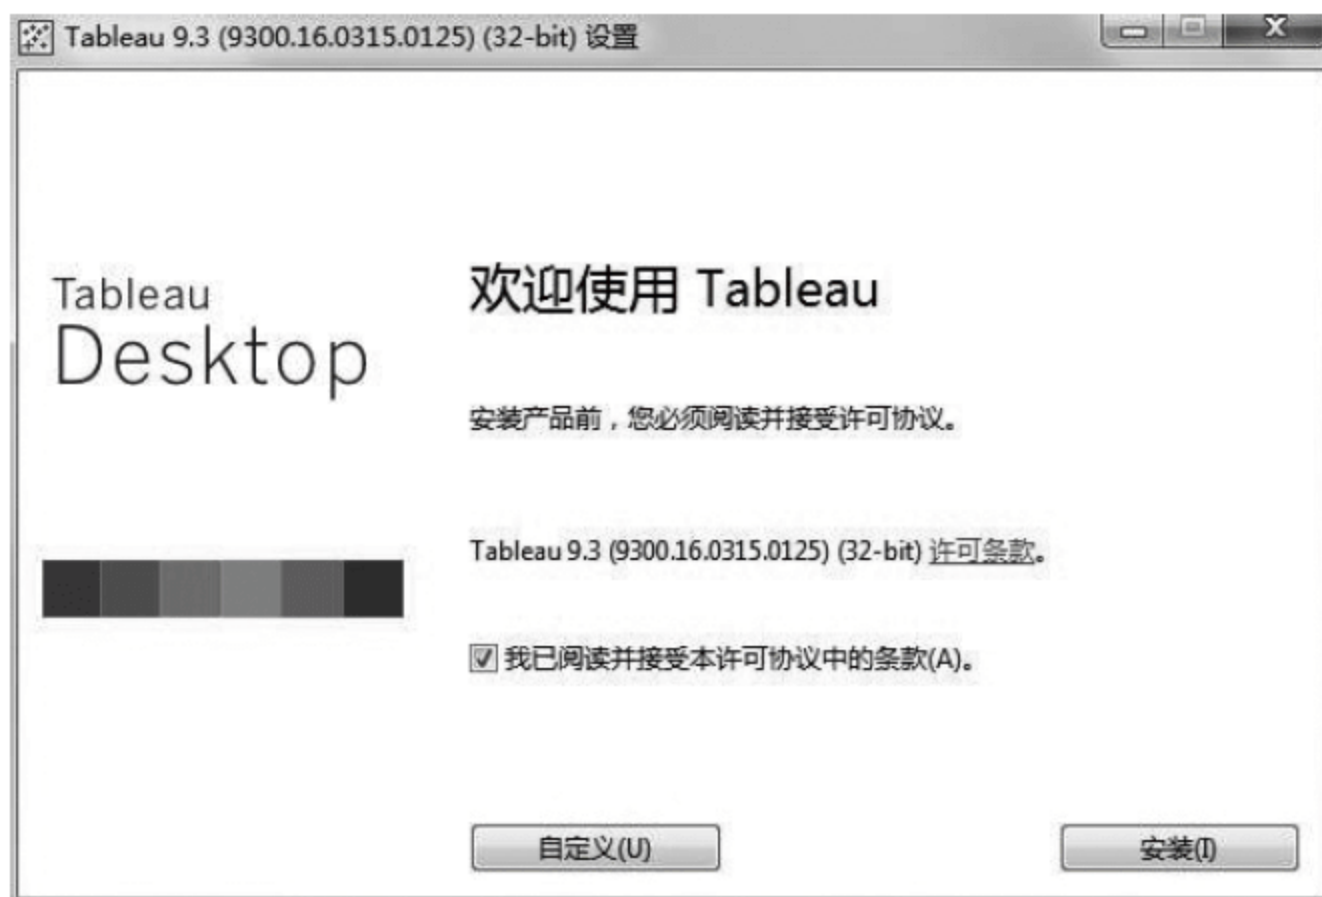 Tableau 9.3 (9300.16.0315.0125) (32-bit) 设置
Tableau
Desktop
欢迎使用 Tableau
安装产品前，您必须阅读并接受许可协议。
Tableau 9.3 (9300.16.0315.0125) (32-bit) 许可条款。
我已阅读并接受本许可协议中的条款(A)。
自定义(U)
安装(I)